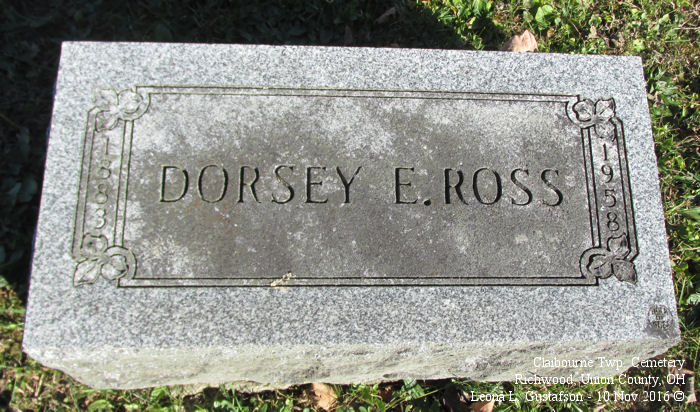 1883
DORSEY E. ROSS
1958
Claibourne Twp. Cemetery
Richwood, Union County, OH
Leona L. Gustafson - 10 Nov 2016 ©